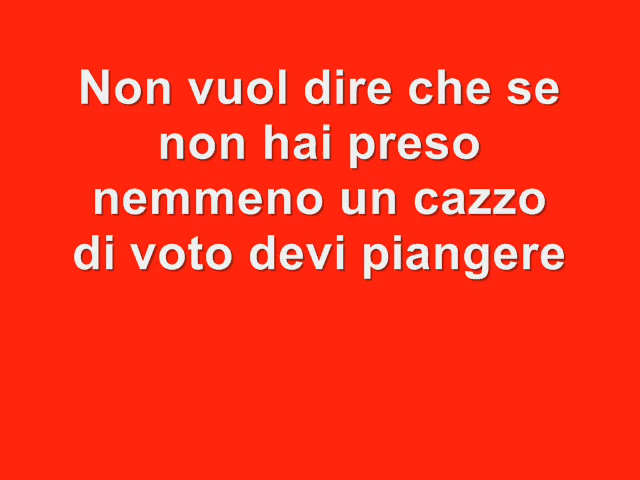 Non vuol dire che se
non hai preso
nemmeno un cazzo
di voto devi piangere